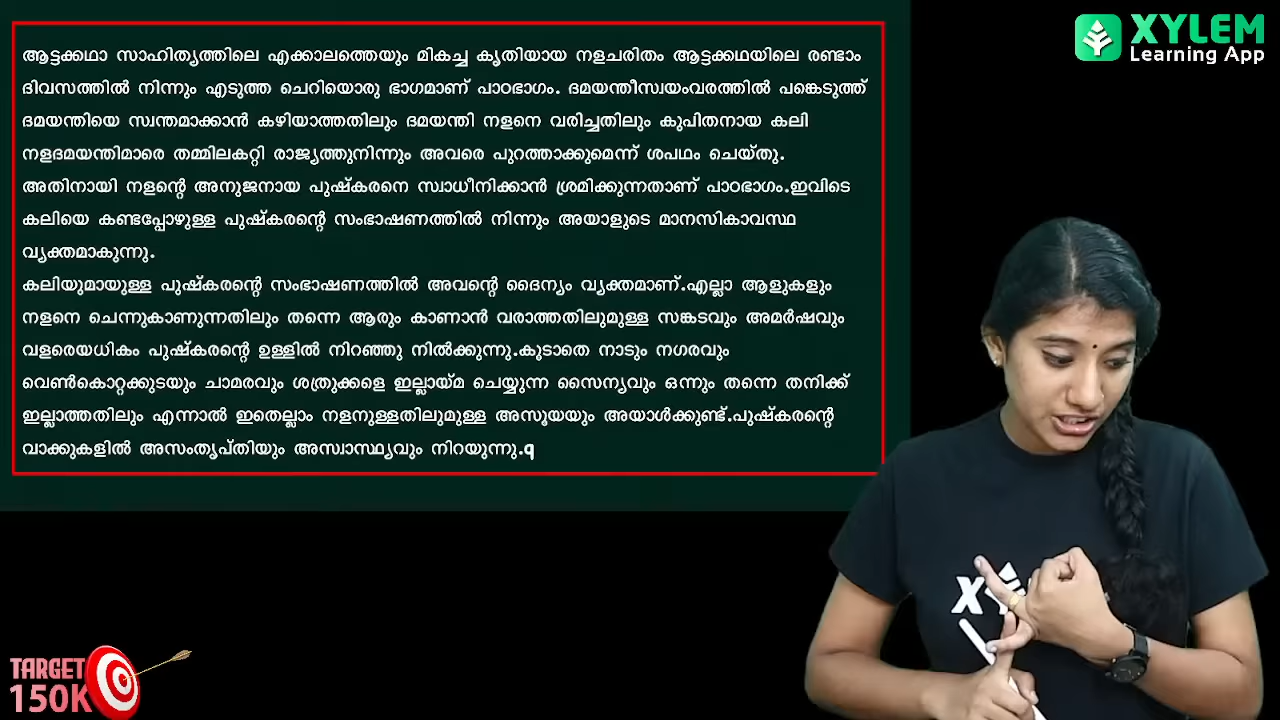 ആട്ടക്കഥാ സാഹിത്യത്തിലെ എക്കാലത്തെയും മികച്ച കൃതിയായ നളചരിതം ആട്ടക്കഥയിലെ രണ്ടാം
ദിവസത്തിൽ നിന്നും എടുത്ത ചെറിയൊരു ഭാഗമാണ് പാഠഭാഗം. ദമയന്തീസ്വയംവരത്തിൽ പങ്കെടുത്ത്
ദമയന്തിയെ സ്വന്തമാക്കാൻ കഴിയാത്തതിലും ദമയന്തി നളനെ വരിച്ചതിലും കുപിതനായ കലി
നളദമയന്തിമാരെ തമ്മിലകറ്റി രാജ്യത്തുനിന്നും അവരെ പുറത്താക്കുമെന്ന് ശപഥം ചെയ്തു.
അതിനായി നളന്റെ അനുജനായ പുഷ്കരനെ സ്വാധീനിക്കാൻ ശ്രമിക്കുന്നതാണ് പാഠഭാഗം.ഇവിടെ
കലിയെ കണ്ടപ്പോഴുള്ള പുഷ്കരന്റെ സംഭാഷണത്തിൽ നിന്നും അയാളുടെ മാനസികാവസ്ഥ
വ്യക്തമാകുന്നു.
കലിയുമായുള്ള പുഷ്കരന്റെ സംഭാഷണത്തിൽ അവന്റെ ദൈന്യം വ്യക്തമാണ്.എല്ലാ ആളുകളും
നളനെ ചെന്നുകാണുന്നതിലും തന്നെ ആരും കാണാൻ വരാത്തതിലുമുള്ള സങ്കടവും അമർഷവും
വളരെയധികം പുഷ്കരന്റെ ഉള്ളിൽ നിറഞ്ഞു നിൽക്കുന്നു.കൂടാതെ നാടും നഗരവും
വെൺകൊറ്റക്കുടയും ചാമരവും ശത്രുക്കളെ ഇല്ലായ്മ ചെയ്യുന്ന സൈന്യവും ഒന്നും തന്നെ തനിക്ക്
ഇല്ലാത്തതിലും എന്നാൽ ഇതെല്ലാം നളനുള്ളതിലുമുള്ള അസൂയയും അയാൾക്കുണ്ട്.പുഷ്കരന്റെ
വാക്കുകളിൽ അസംതൃപ്തിയും അസ്വാസ്ഥ്യവും നിറയുന്നു.q
XYLEM
Learning App
TARGET
150K